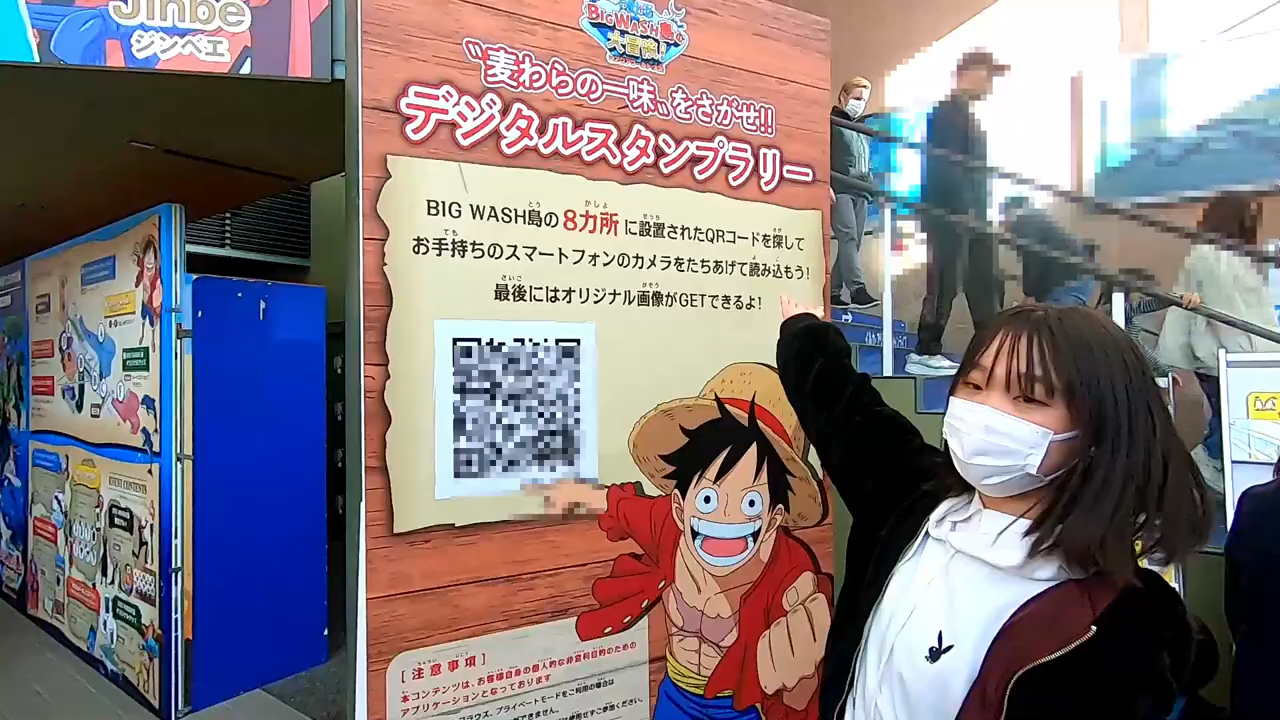 Jinbe
ジンベエ
BIG WASH島
大冒険!
〝麦わらの一味〟をさがせ!!
デジタルスタンプラリー
BIG WASH島の8カ所に設置されたQRコードを探して
お手持ちのスマートフォンのカメラをたちあげて読み込もう!
最後にはオリジナル画像がGETできるよ!
[注意事項]
本コンテンツは、お客様自身の個人的な非営利目的のための
アプリケーションとなっております
EVENT CONTENTS